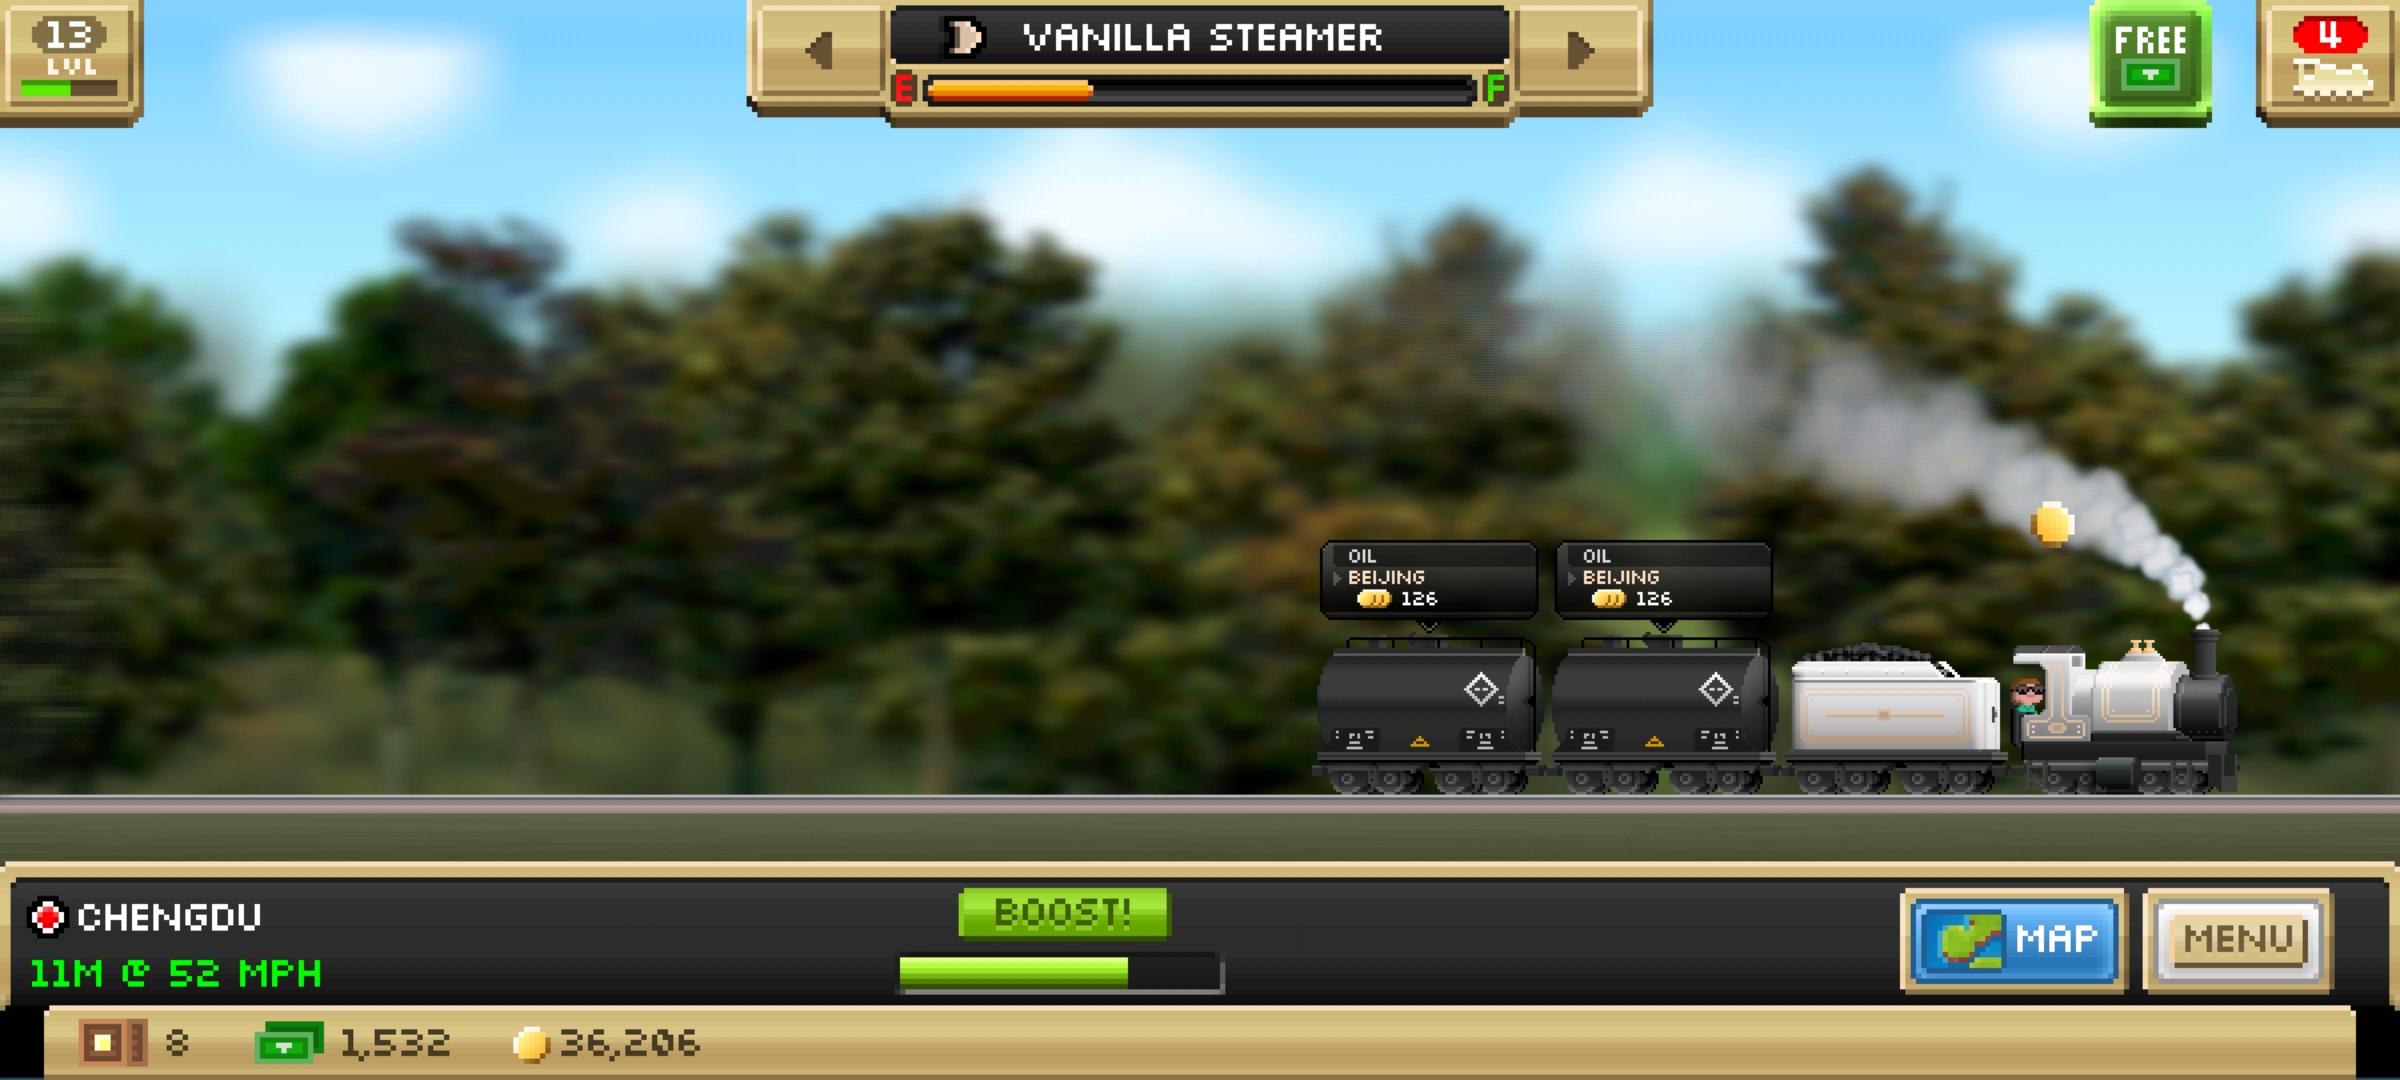 13
LVL
VANILLA STEAMER
E
F
FREE
4
OIL
BEIJING
126
OIL
BEIJING
126
CHENGDU
11M @ 52 MPH
BOOST!
MAP
MENU
8
1,532
36,206